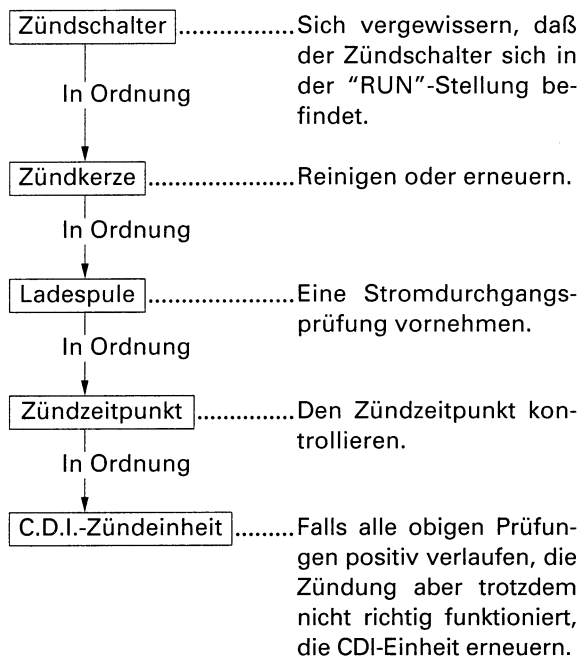 Zündschalter..................Sich vergewissern, daß
der Zündschalter sich in
In Ordnung der "RUN"-Stellung be-
findet.
Zündkerze.......................Reinigen oder erneuern.
In Ordnung
Ladespule.......................Eine Stromdurchgangs-
prüfung vornehmen.
In Ordnung
Zündzeitpunkt...............Den Zündzeitpunkt kon-
trollieren.
In Ordnung
C.D.I.-Zündeinheit.........Falls alle obigen Prüfun-
gen positiv verlaufen, die
Zündung aber trotzdem
nicht richtig funktioniert,
die CDI-Einheit erneuern.